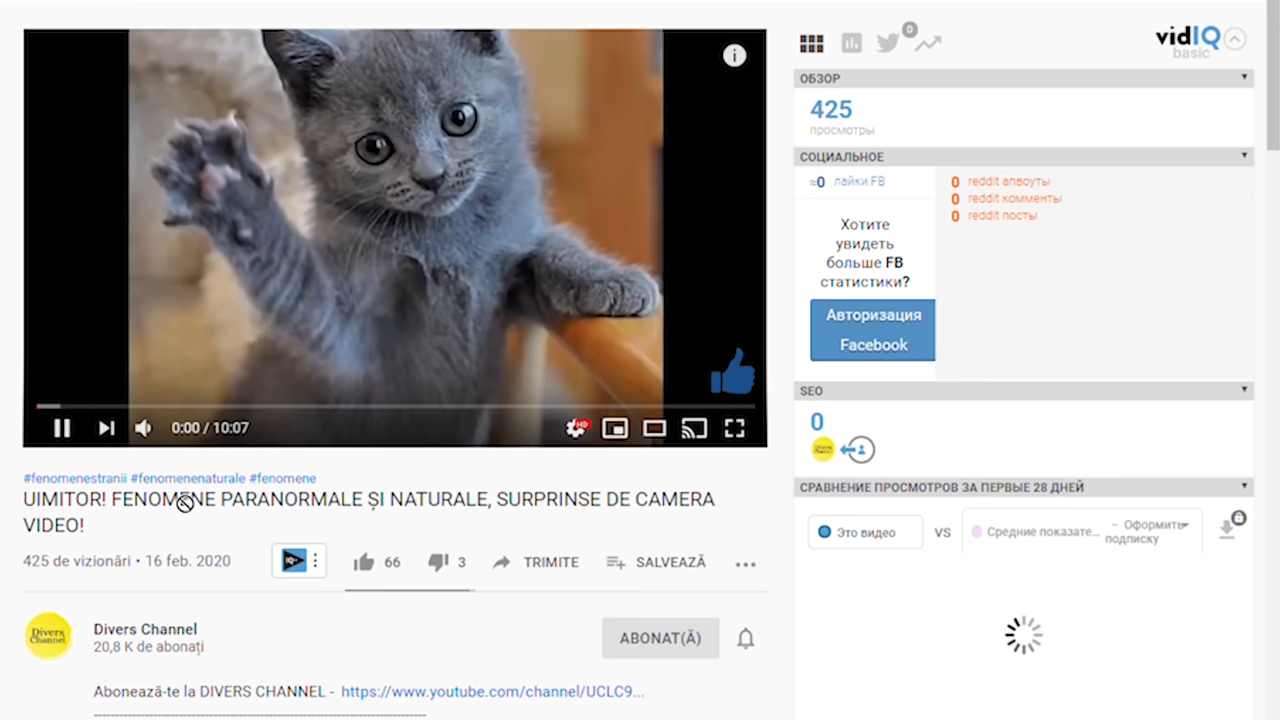 0:00 / 10:07
HD
#fenomenestranii #fenomenenaturale #fenomene
UIMITOR! FENOMENE PARANORMALE ȘI NATURALE, SURPRINSE DE CAMERA
VIDEO!
425 de vizionări • 16 feb. 2020
66
3
TRIMITE
SALVEAZĂ
Divers Channel
Divers Channel
20,8 K de abonați
ABONAT(Ă)
Abonează-te la DIVERS CHANNEL - https://www.youtube.com/channel/UCLC9...
0
vidIQ
basic
ОБЗОР
425
просмотры
СОЦИАЛЬНОЕ
≈0 лайки FB
0 reddit апвоуты
0 reddit комменты
0 reddit посты
Хотите
увидеть
больше FB
статистики?
Авторизация
Facebook
SEO
0
СРАВНЕНИЕ ПРОСМОТРОВ ЗА ПЕРВЫЕ 28 ДНЕЙ
Это видео
VS
Средние показате...
– Оформить
подписку